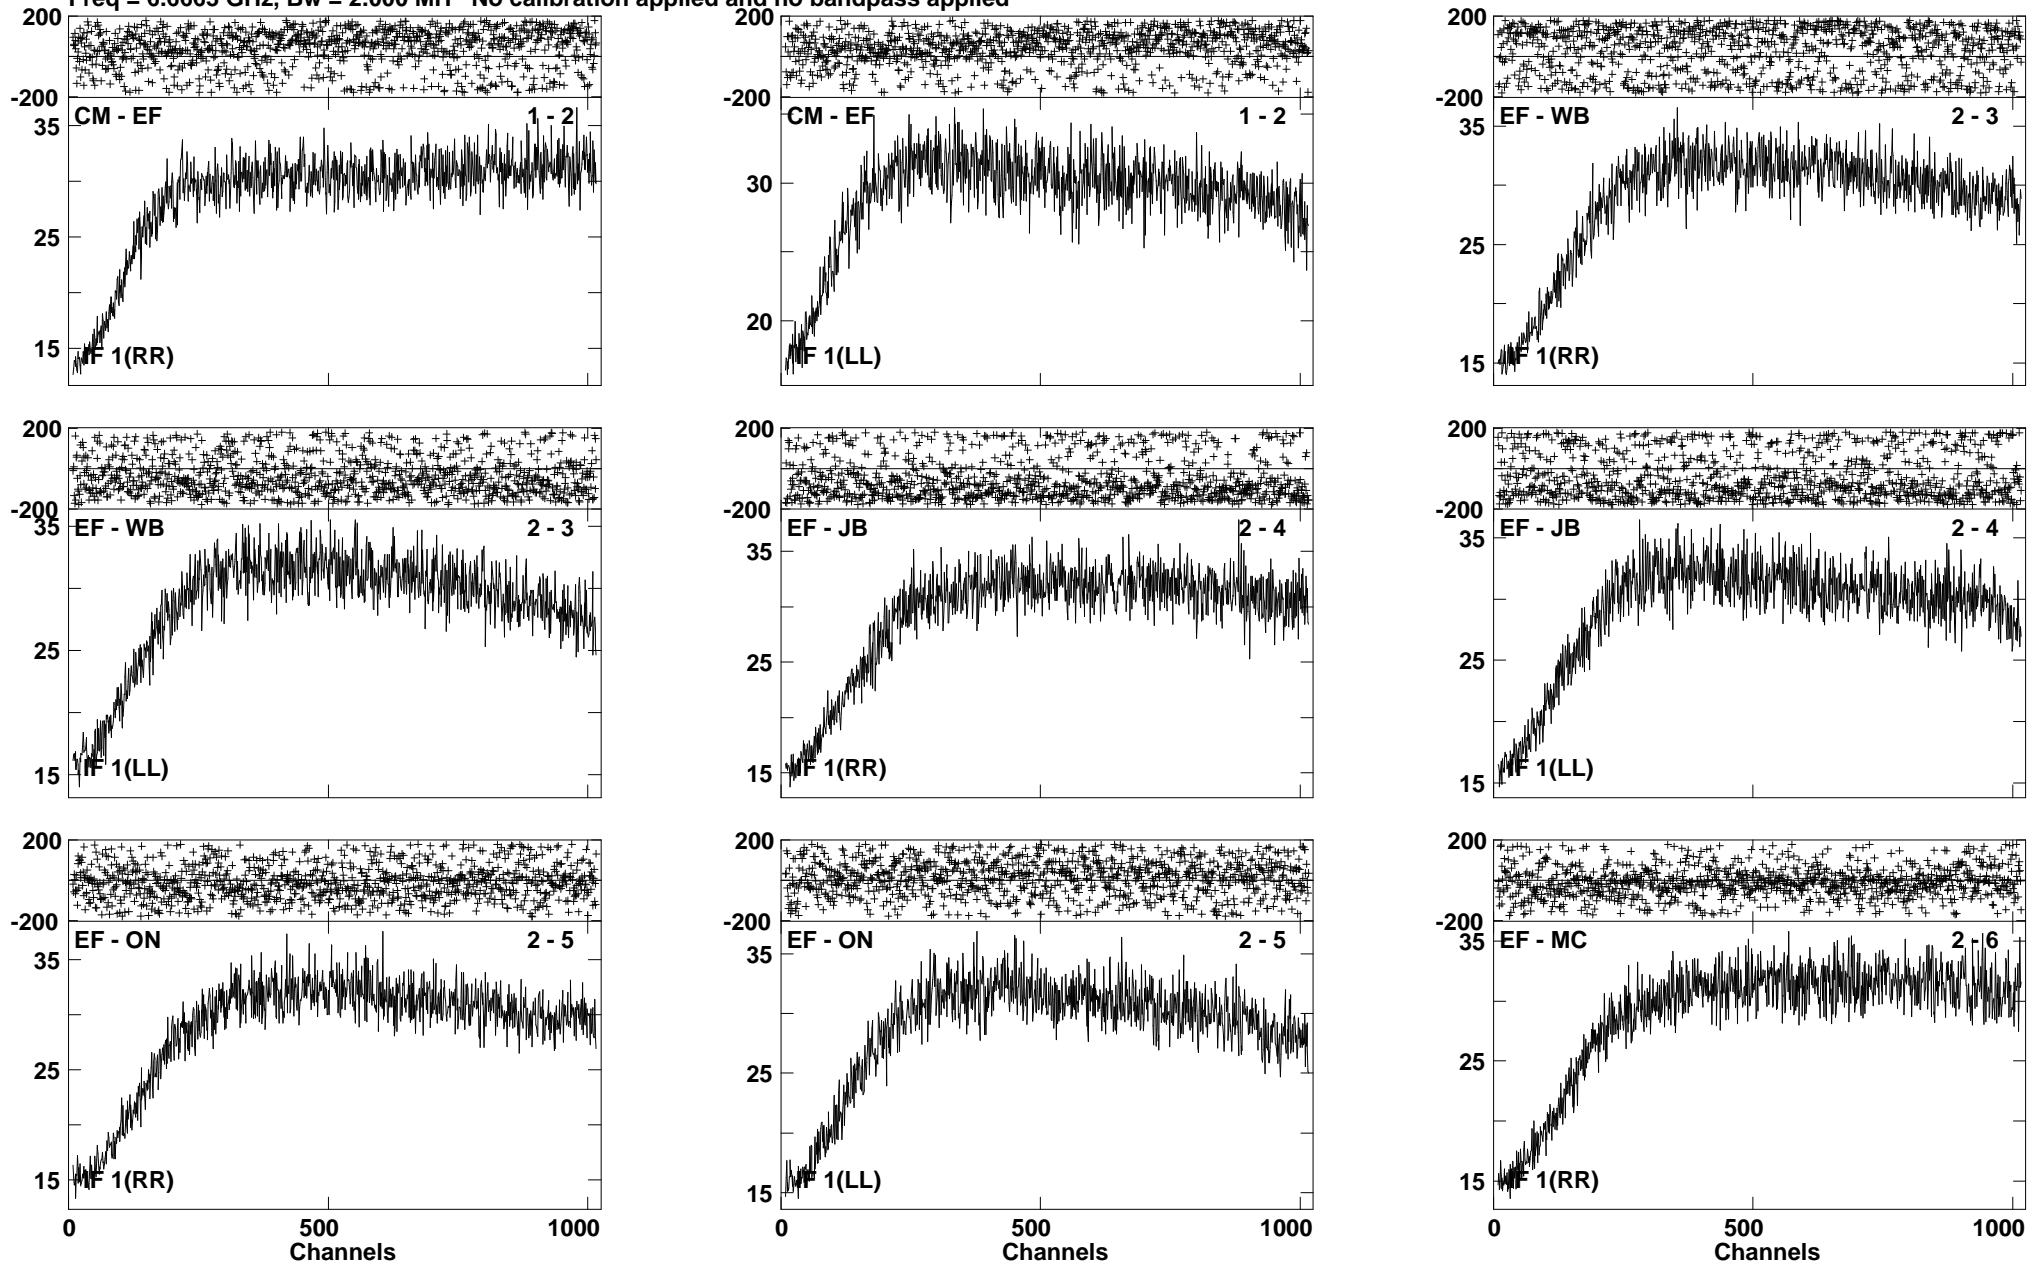 No calibration applied and no bandpass applied
200
-200
CM - EF 1 - 2
35
25
15
IF 1(RR)
200
-200
CM - EF 1 - 2
30
20
IF 1(LL)
200
-200
EF - WB 2 - 3
35
25
15
IF 1(RR)
200
-200
EF - WB 2 - 3
35
25
15
IF 1(LL)
200
-200
EF - JB 2 - 4
35
25
15
IF 1(RR)
200
-200
EF - JB 2 - 4
35
25
15
IF 1(LL)
200
-200
EF - ON 2 - 5
35
25
15
IF 1(RR)
0 500 1000
Channels
200
-200
EF - ON 2 - 5
35
25
15
IF 1(LL)
0 500 1000
Channels
200
-200
EF - MC 2 - 6
35
25
15
IF 1(RR)
0 500 1000
Channels